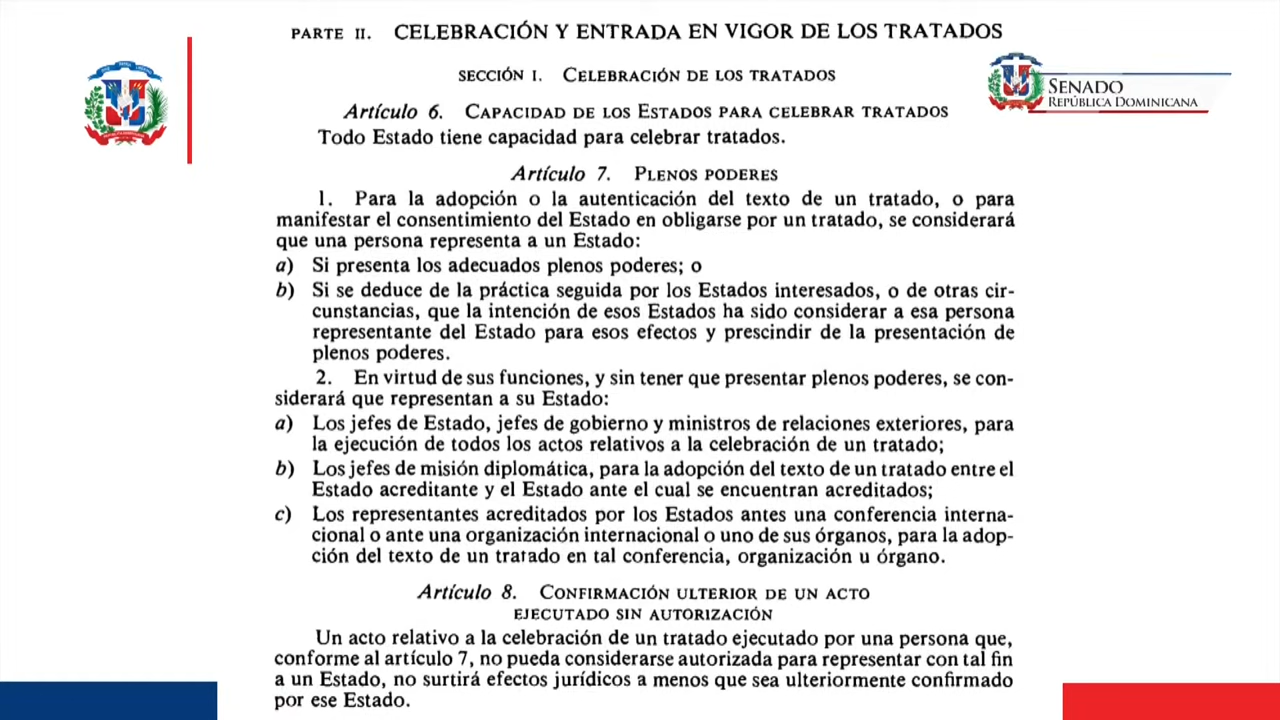 PARTE II. CELEBRACIÓN Y ENTRADA EN VIGOR DE LOS TRATADOS
SECCIÓN I. CELEBRACIÓN DE LOS TRATADOS
SENADO
REPÚBLICA DOMINICANA
Artículo 6. CAPACIDAD DE LOS ESTADOS PARA CELEBRAR TRATADOS
Todo Estado tiene capacidad para celebrar tratados.
Artículo 7. PLENOS PODERES
1. Para la adopción o la autenticación del texto de un tratado, o para
manifestar el consentimiento del Estado en obligarse por un tratado, se considerará
que una persona representa a un Estado:
a) Si presenta los adecuados plenos poderes; o
b) Si se deduce de la práctica seguida por los Estados interesados, o de otras cir-
cunstancias, que la intención de esos Estados ha sido considerar a esa persona
representante del Estado para esos efectos y prescindir de la presentación de
plenos poderes.
2. En virtud de sus funciones, y sin tener que presentar plenos poderes, se con-
siderará que representan a su Estado:
a) Los jefes de Estado, jefes de gobierno y ministros de relaciones exteriores, para
la ejecución de todos los actos relativos a la celebración de un tratado;
b) Los jefes de misión diplomática, para la adopción del texto de un tratado entre el
Estado acreditante y el Estado ante el cual se encuentran acreditados;
c) Los representantes acreditados por los Estados antes una conferencia interna-
cional o ante una organización internacional o uno de sus órganos, para la adop-
ción del texto de un tratado en tal conferencia, organización u órgano.
Artículo 8. CONFIRMACIÓN ULTERIOR DE UN ACTO
EJECUTADO SIN AUTORIZACIÓN
Un acto relativo a la celebración de un tratado ejecutado por una persona que,
conforme al artículo 7, no pueda considerarse autorizada para representar con tal fin
a un Estado, no surtirá efectos jurídicos a menos que sea ulteriormente confirmado
por ese Estado.